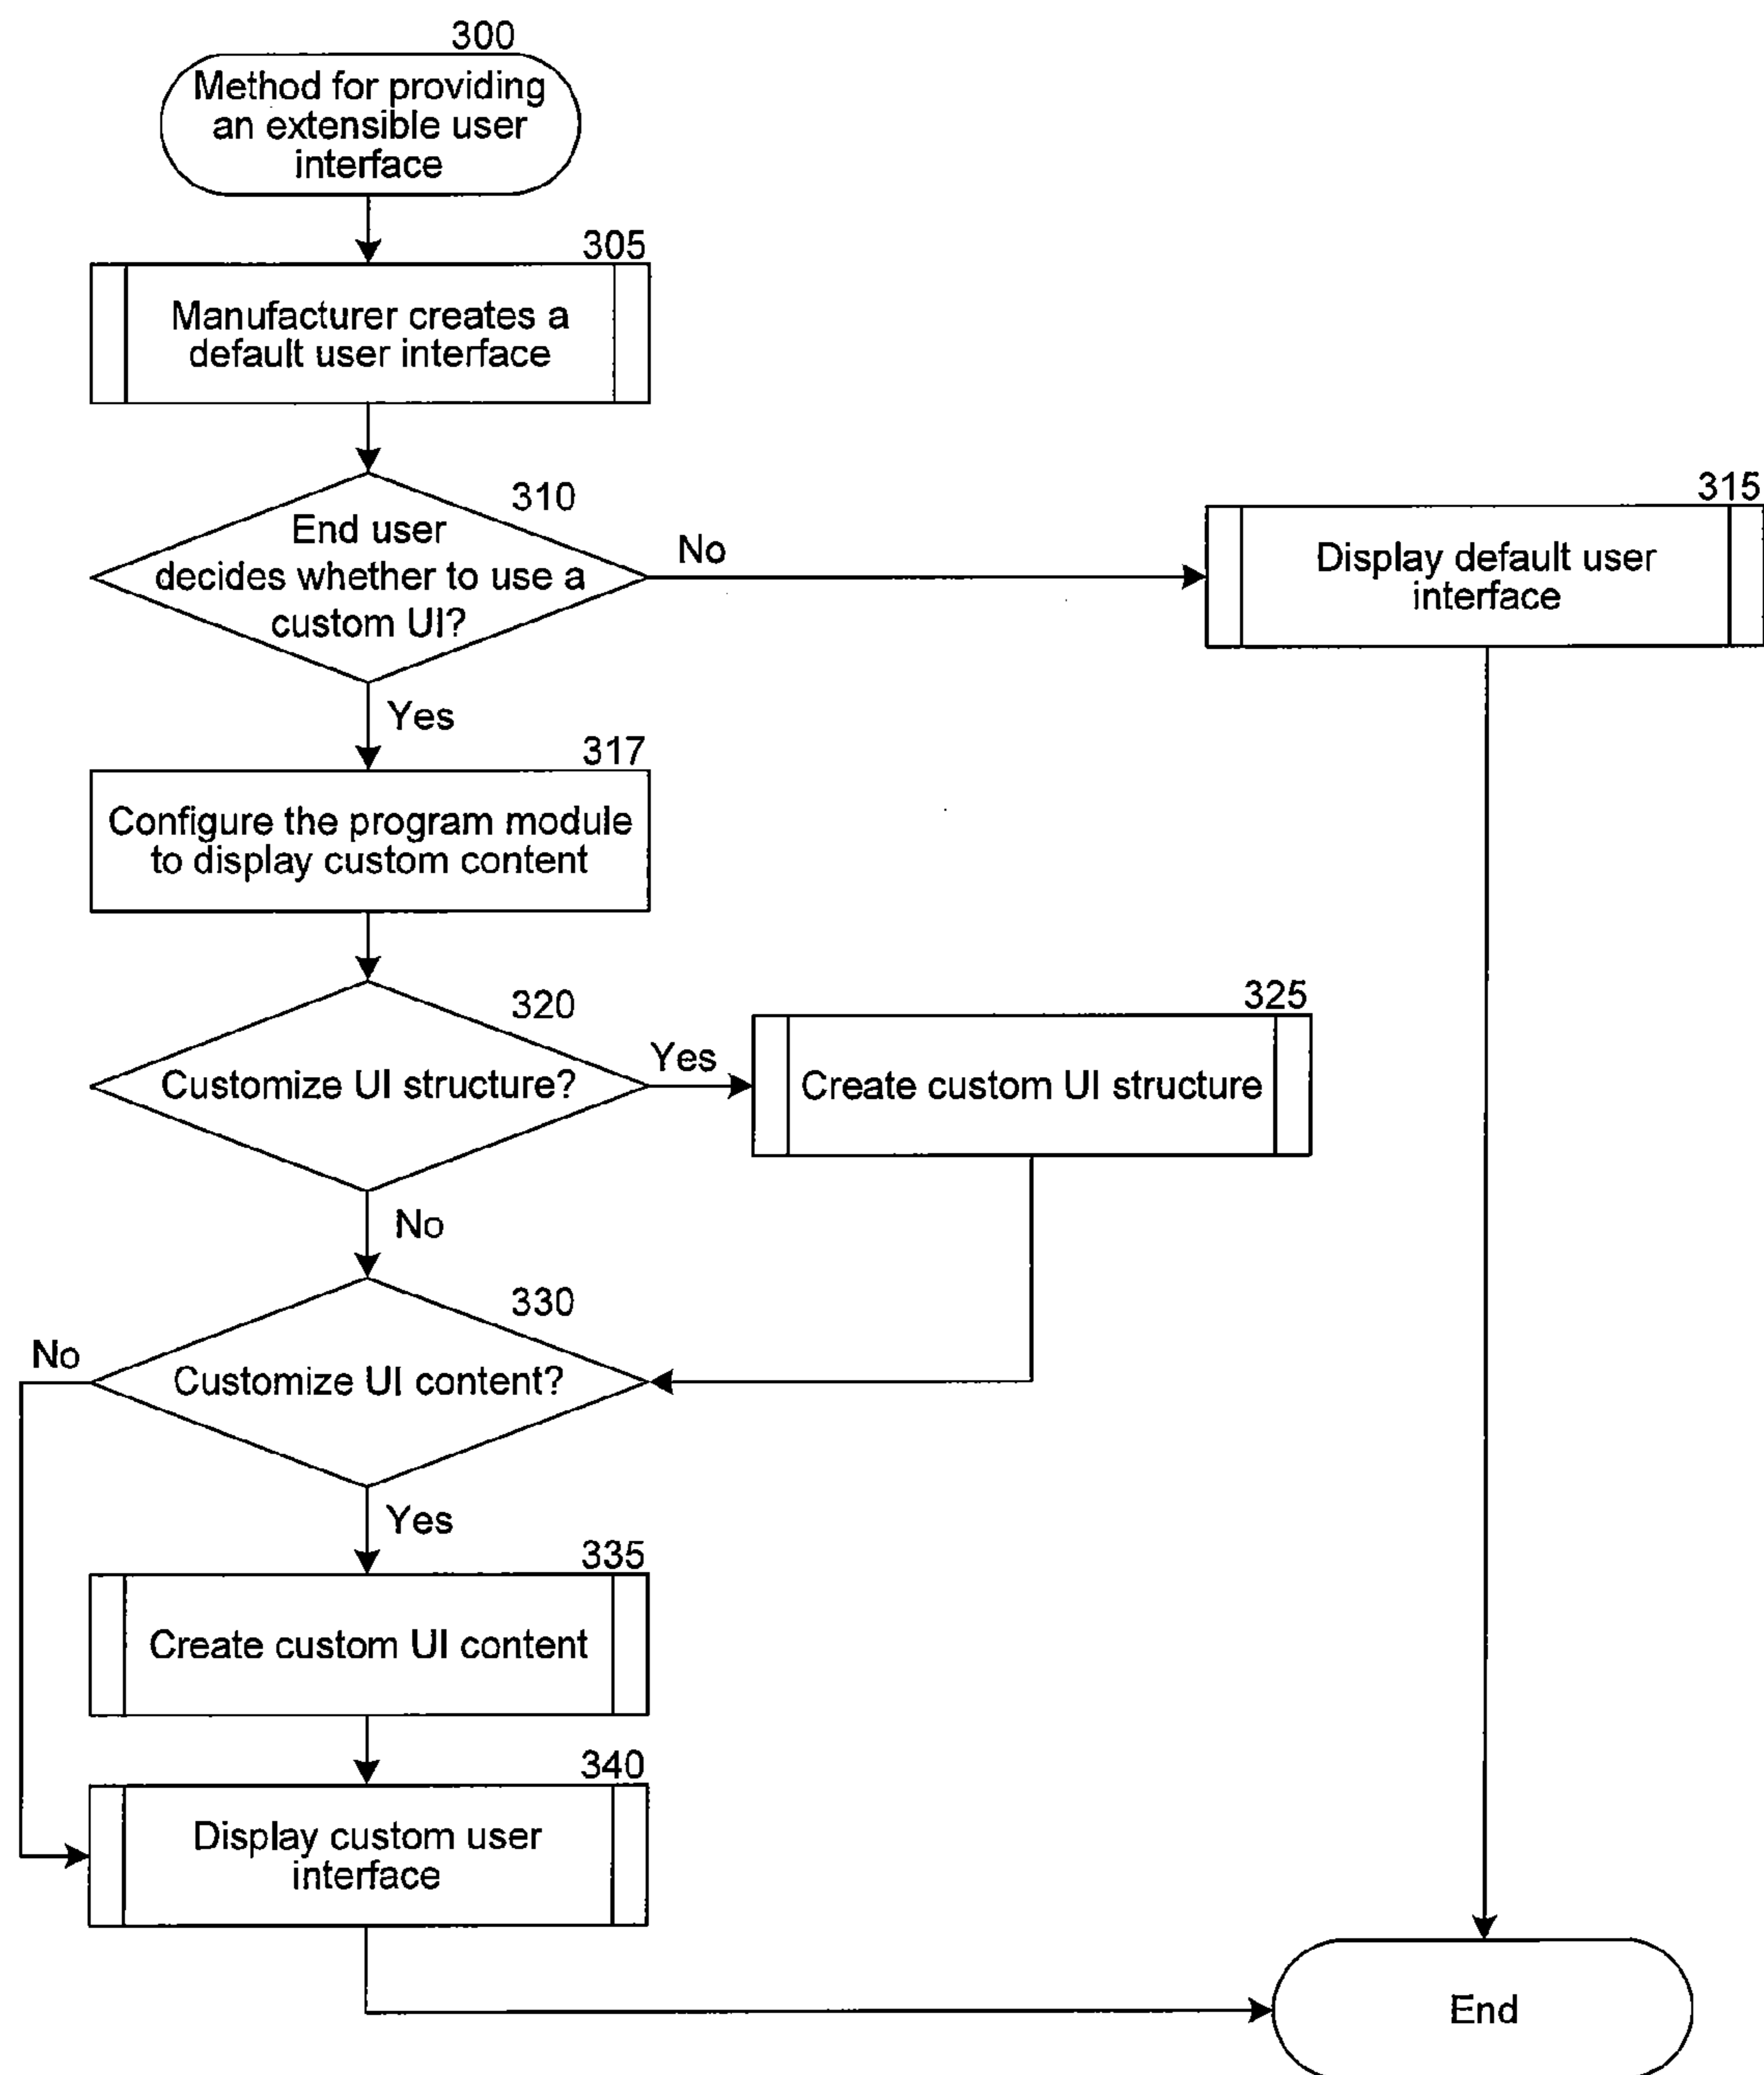 300
Method for providing
an extensible user
interface
305
Manufacturer creates a
default user interface
310
End user
decides whether to use a
custom UI?
No
315
Display default user
interface
Yes
317
Configure the program module
to display custom content
320
Customize UI structure?
Yes
325
Create custom UI structure
No
330
Customize UI content?
No
Yes
335
Create custom UI content
340
Display custom user
interface
End